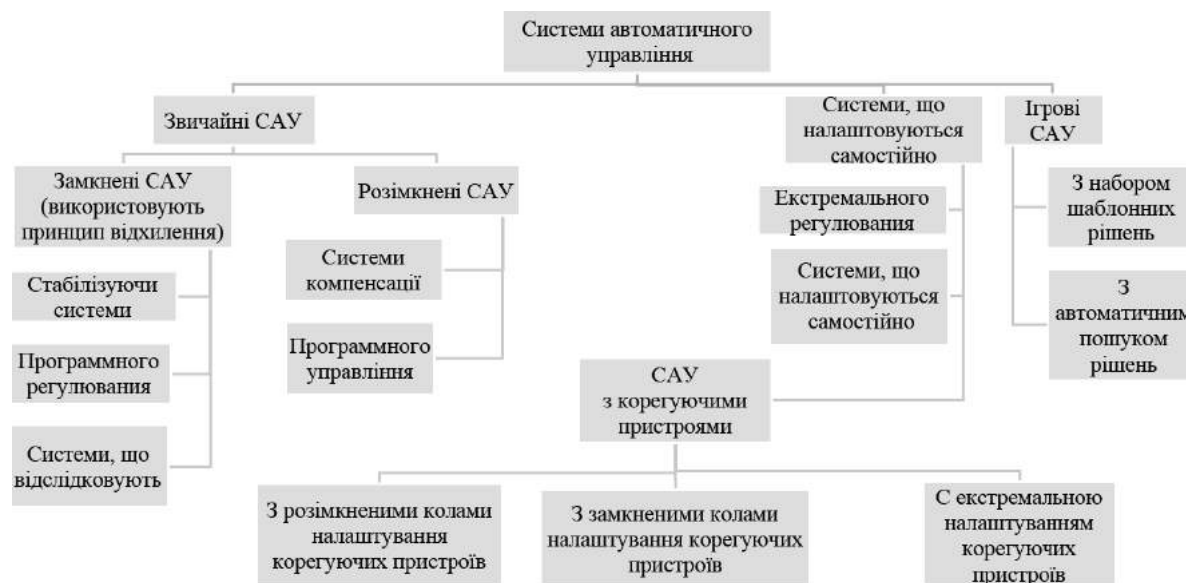 Системи автоматичного
управління
Звичайні САУ
Системи, що
налаштовуються
самостійно
Ігрові
САУ
Замкнені САУ
(використовують
принцип відхилення)
Розімкнені САУ
Екстремального
регулювання
З набором
шаблонних
рішень
Системи
компенсації
Стабілізуючи
системи
Системи, що
налаштовуються
самостійно
З
автоматичним
пошуком
рішень
Программного
регулювання
Программного
управління
САУ
з корегуючими
пристроями
Системи, що
відслідковують
З розімкненими колами
налаштування
корегуючих пристроїв
З замкненими колами
налаштування корегуючих
пристроїв
С екстремальною
налаштуванням
корегуючих
пристроїв